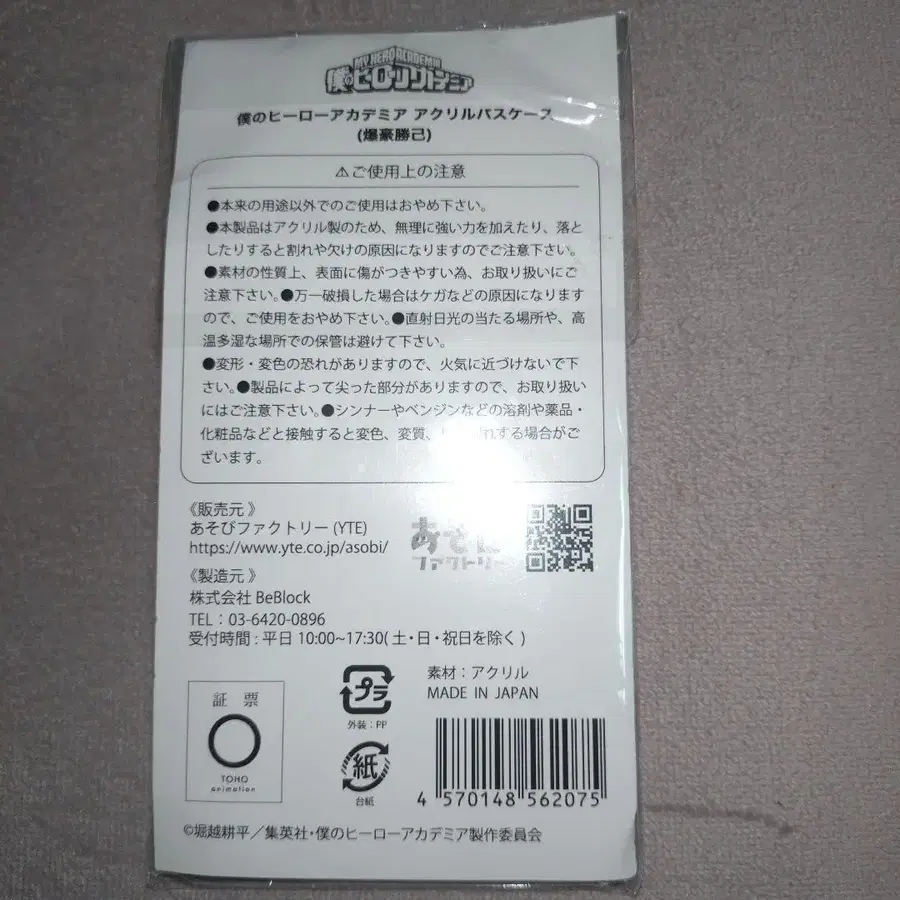 MY HERO ACADEMIA
僕のヒーローアカデミア
僕のヒーローアカデミア アクリルパスケース
(爆豪勝己)
⚠ご使用上の注意
●本来の用途以外でのご使用はおやめ下さい。
●本製品はアクリル製のため、無理に強い力を加えたり、落と
したりすると割れや欠けの原因になりますのでご注意下さい。
●素材の性質上、表面に傷がつきやすい為、お取り扱いにご
注意下さい。●万一破損した場合はケガなどの原因になります
ので、ご使用をおやめ下さい。●直射日光の当たる場所や、高
温多湿な場所での保管は避けて下さい。
●変形・変色の恐れがありますので、火気に近づけないで下
さい。●製品によって尖った部分がありますので、お取り扱い
にはご注意下さい。●シンナーやベンジンなどの溶剤や薬品・
化粧品などと接触すると変色、変質、する場合がご
ざいます。
《販売元》
あそびファクトリー (YTE)
https://www.yte.co.jp/asobi/
あそび
ファクトリー
《製造元》
株式会社 BeBlock
TEL：03-6420-0896
受付時間 : 平日 10:00~17:30( 土・日・祝日を除く )
証 票
TOHO
animation
プラ
外装：PP
紙
台紙
素材：アクリル
MADE IN JAPAN
4 570148 562075
©堀越耕平／集英社・僕のヒーローアカデミア製作委員会